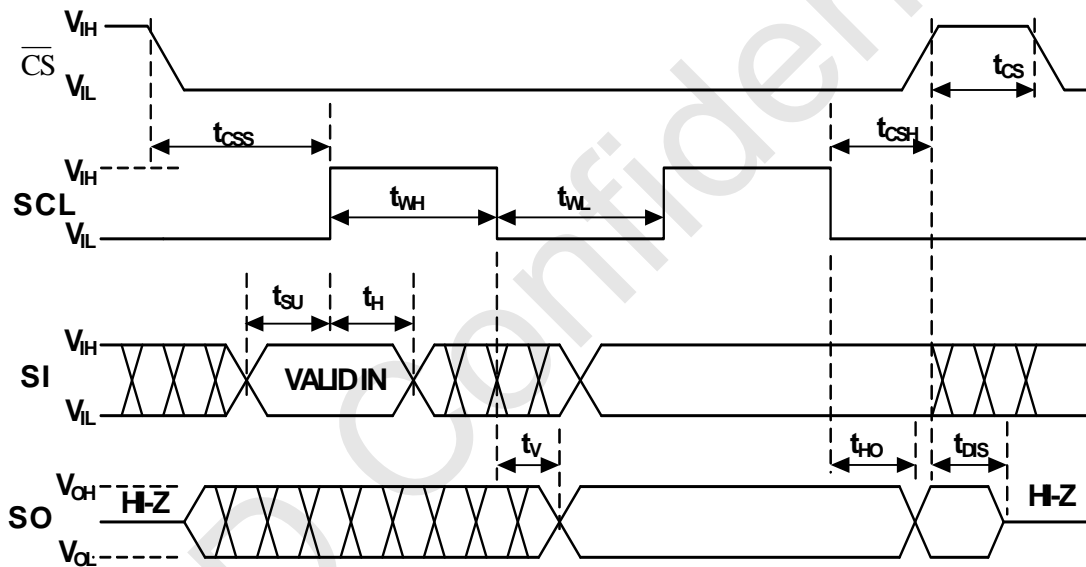 VIH
CS
VIL
tCS
tCSS
tCSH
VIH
SCL
VIL
tWH
tWL
tSU
tH
VIH
SI
VIL
VALID IN
tV
tHO
tDIS
VOH
HI-Z
SO
VOL
HI-Z
Confiden